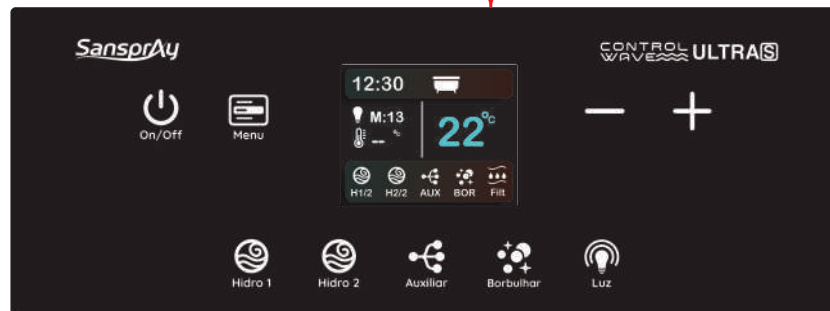 SansprAy
CONTROL WAVE ULTRA S
12:30
M:13
-- °c
22°c
H1/2 H2/2 AUX BOR Filt
On/Off
Menu
Hidro 1 Hidro 2 Auxiliar Borbulhar Luz